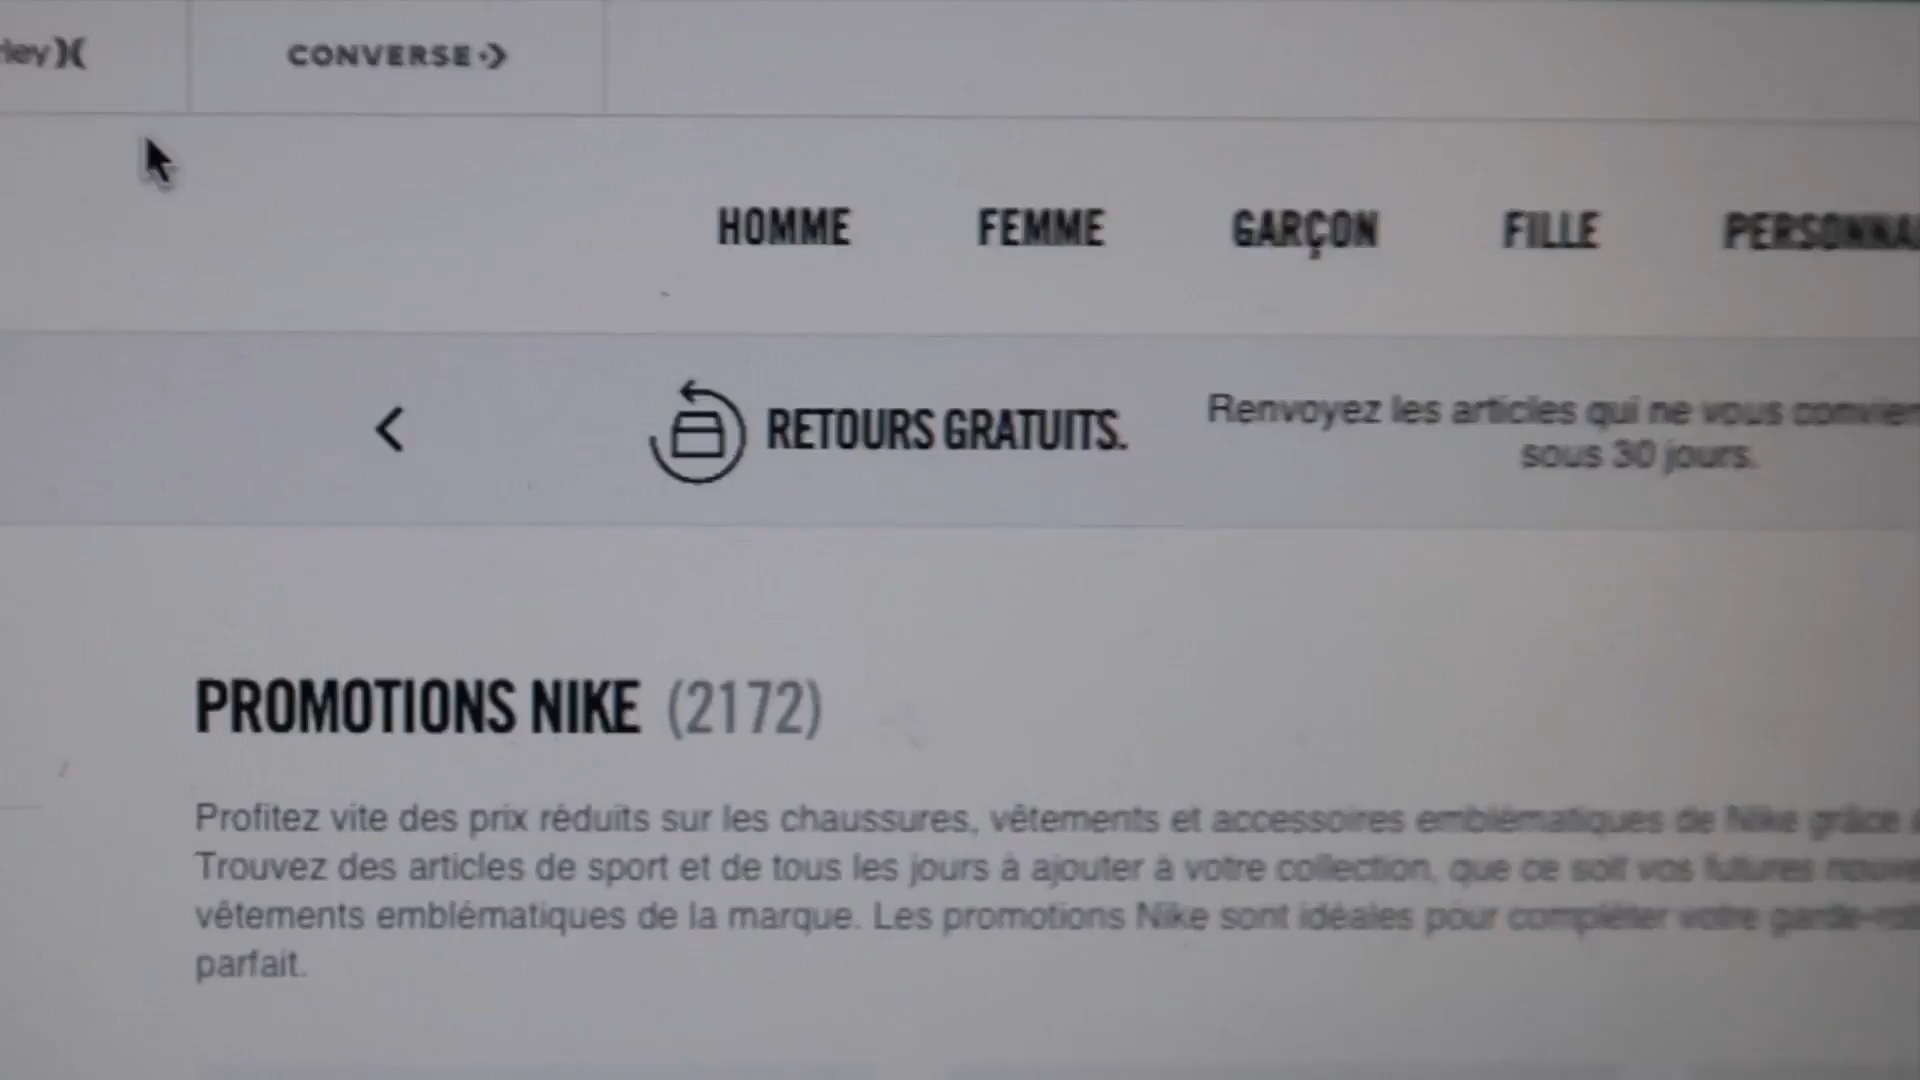 CONVERSE
HOMME FEMME GARÇON FILLE
RETOURS GRATUITS.
Renvoyez les articles qui ne vous
sous 30 jours.
PROMOTIONS NIKE (2172)
Profitez vite des prix réduits sur les chaussures, vêtements et accessoires emblématiques de Nike grâce
Trouvez des articles de sport et de tous les jours à ajouter à votre collection, que ce soit vos futures
vêtements emblématiques de la marque. Les promotions Nike sont idéales pour compléter votre
parfait.